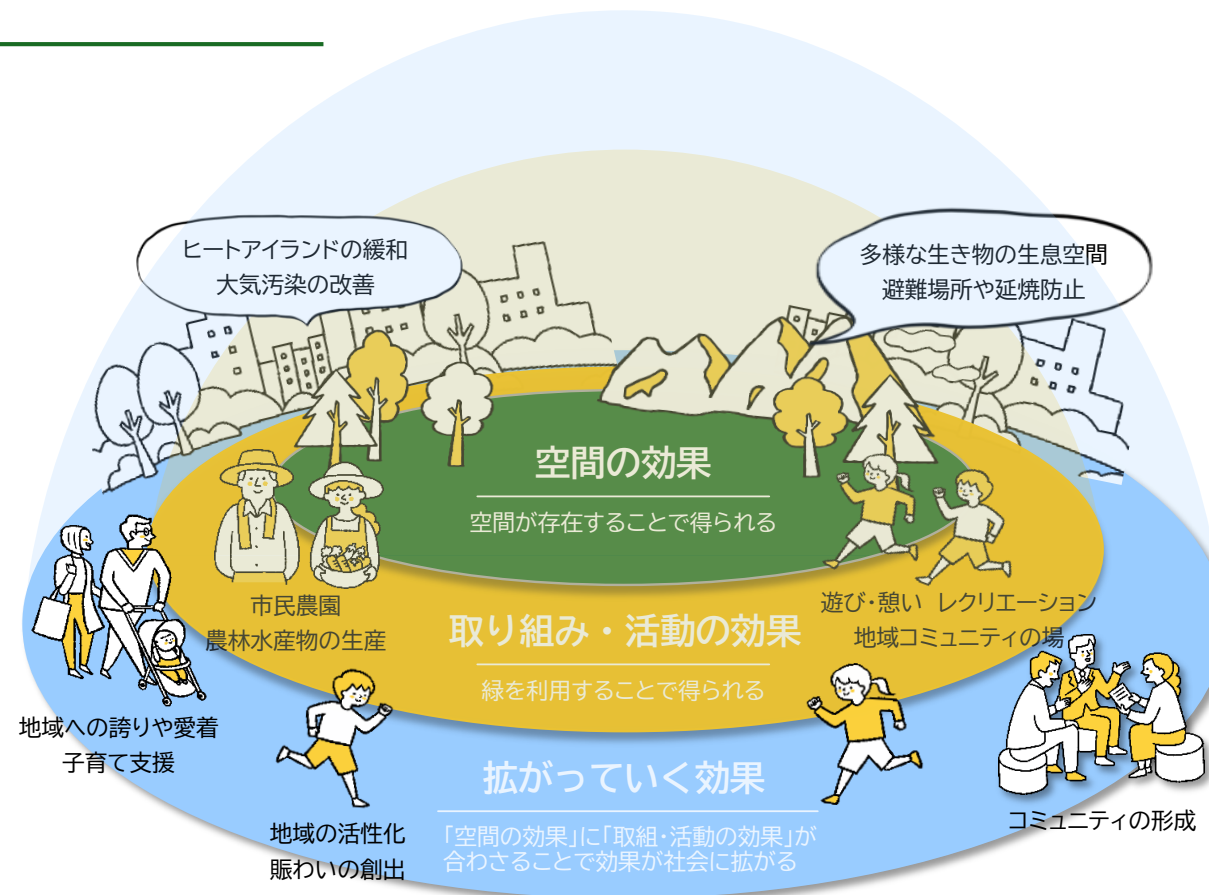 ヒートアイランドの緩和
大気汚染の改善
多様な生き物の生息空間
避難場所や延焼防止
空間の効果
空間が存在することで得られる
市民農園
農林水産物の生産
遊び・憩い レクリエーション
地域コミュニティの場
取り組み・活動の効果
緑を利用することで得られる
地域への誇りや愛着
子育て支援
拡がっていく効果
「空間の効果」に「取組・活動の効果」が
合わさることで効果が社会に拡がる
地域の活性化
賑わいの創出
コミュニティの形成